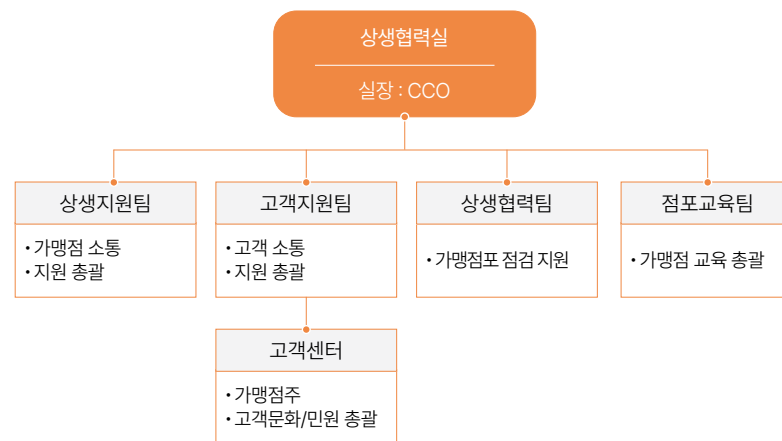 상생협력실
실장 : CCO
상생지원팀
• 가맹점 소통
• 지원 총괄
고객지원팀
• 고객 소통
• 지원 총괄
상생협력팀
• 가맹점포 점검 지원
점포교육팀
• 가맹점 교육 총괄
고객센터
• 가맹점주
• 고객문화/민원 총괄